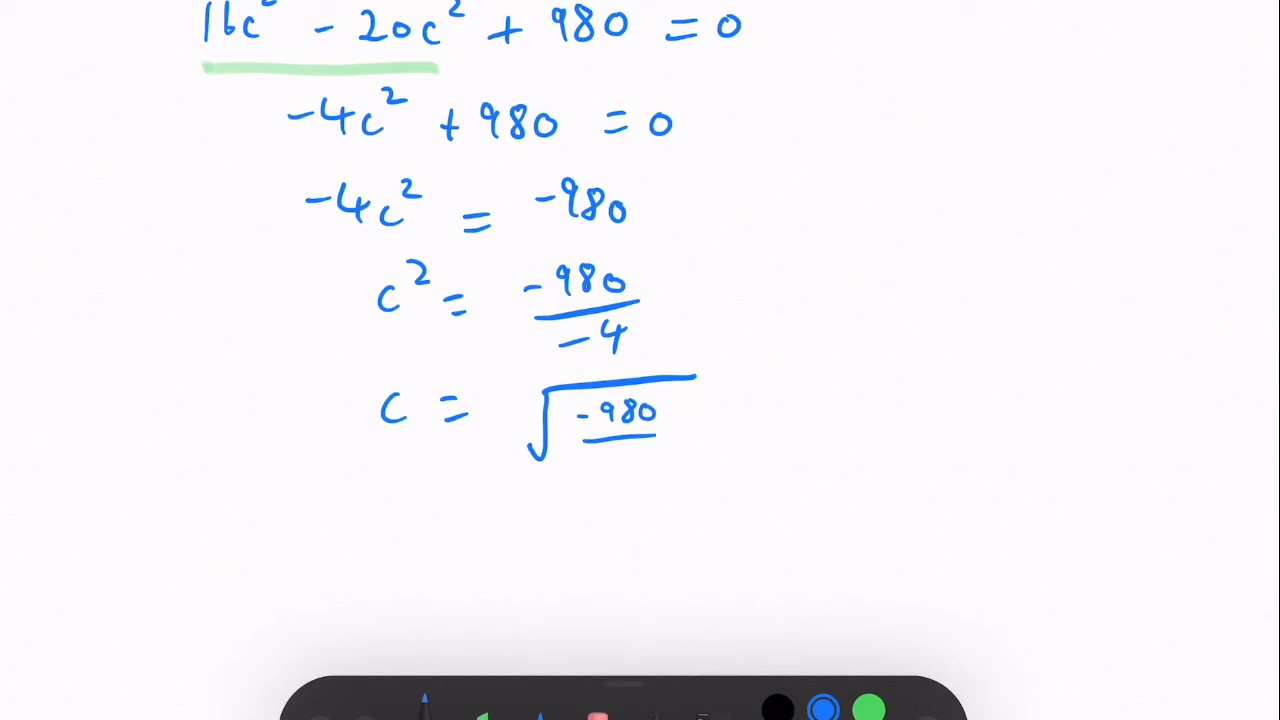 16c² - 20c² + 980 = 0
-4c² + 980 = 0
-4c² = -980
c² = -980/-4
c = √-980